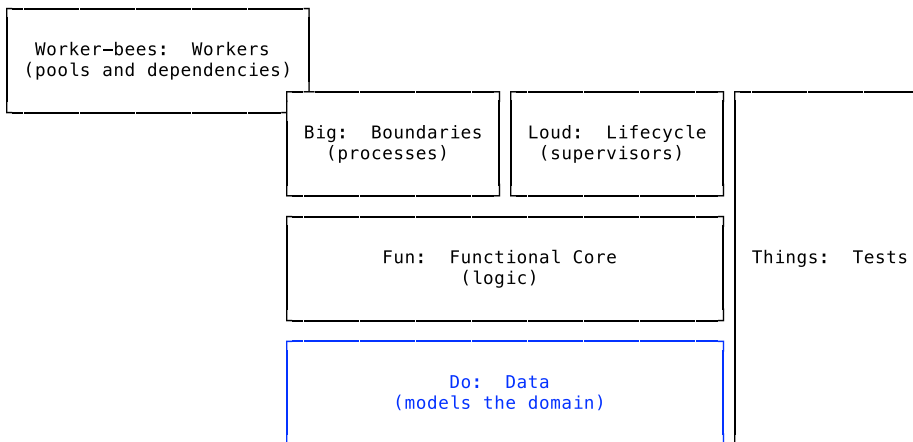 Worker-bees:  Workers
(pools and dependencies)
Big:  Boundaries
(processes)
Loud:  Lifecycle
(supervisors)
Fun:  Functional Core
(logic)
Things:  Tests
Do:  Data
(models the domain)